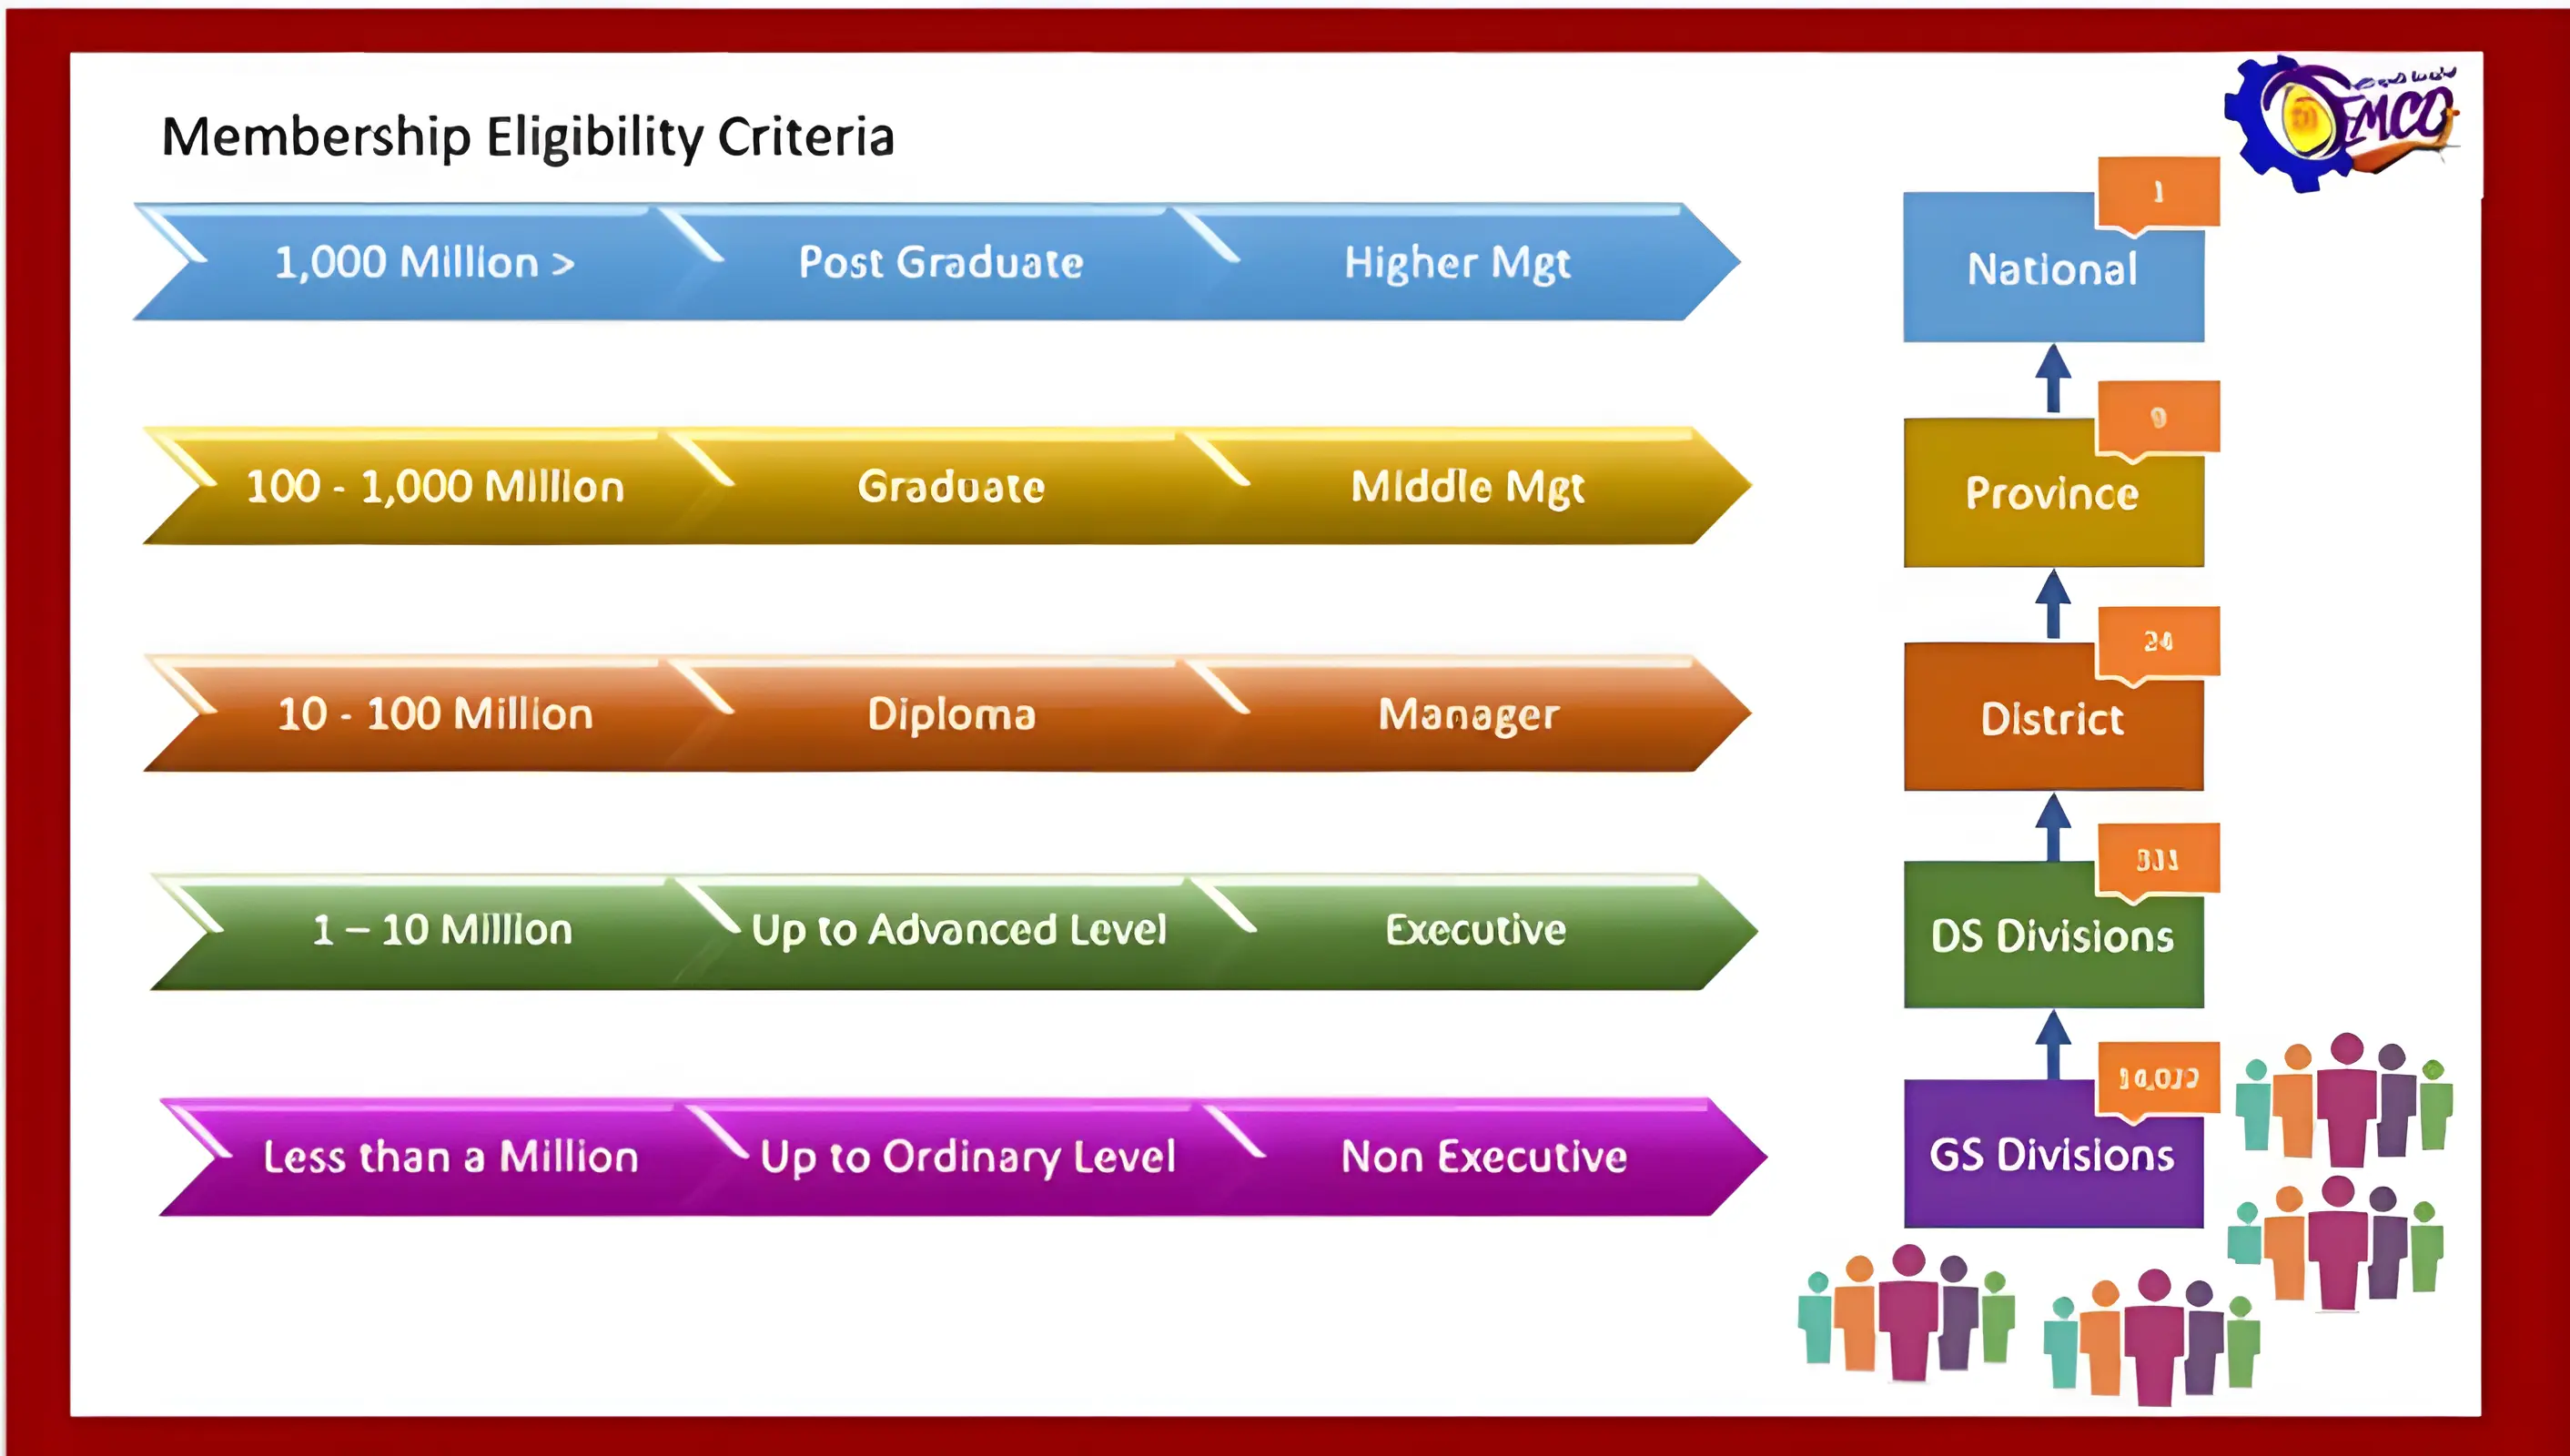 Membership Eligibility Criteria
EMCO
1,000 Million > Post Graduate Higher Mgt
1
National
100 - 1,000 Million Graduate Middle Mgt
9
Province
10 - 100 Million Diploma Manager
24
District
1 – 10 Million Up to Advanced Level Executive
DS Divisions
Less than a Million Up to Ordinary Level Non Executive
GS Divisions